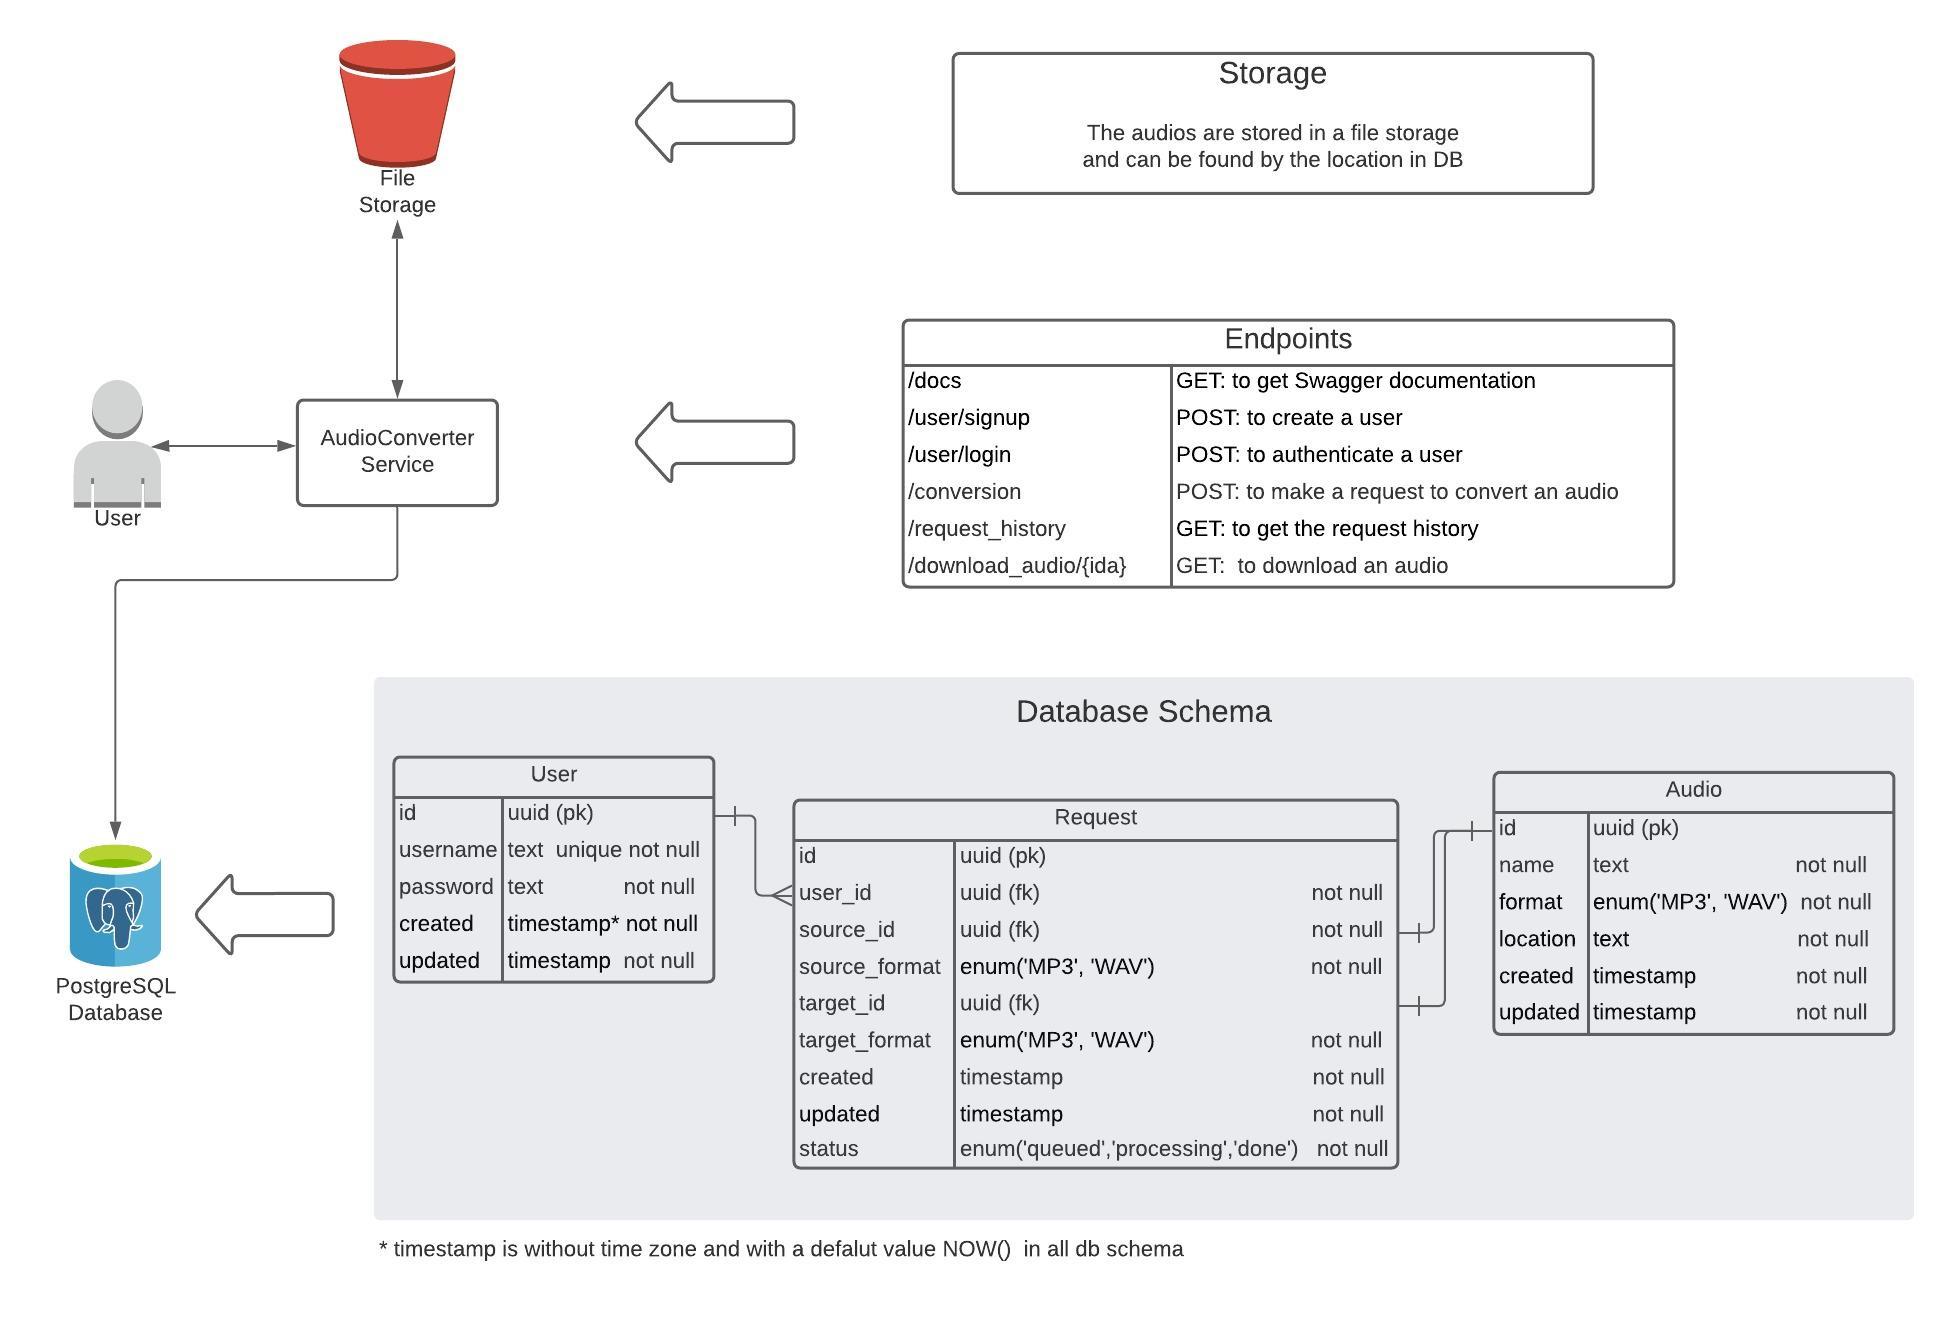 File
Storage
Storage
The audios are stored in a file storage
and can be found by the location in DB
User
AudioConverter
Service
Endpoints
/docs GET: to get Swagger documentation
/user/signup POST: to create a user
/user/login POST: to authenticate a user
/conversion POST: to make a request to convert an audio
/request_history GET: to get the request history
/download_audio/{ida} GET: to download an audio
PostgreSQL
Database
Database Schema
User
id uuid (pk)
username text unique not null
password text not null
created timestamp* not null
updated timestamp not null
Request
id uuid (pk)
user_id uuid (fk) not null
source_id uuid (fk) not null
source_format enum('MP3', 'WAV') not null
target_id uuid (fk)
target_format enum('MP3', 'WAV') not null
created timestamp not null
updated timestamp not null
status enum('queued','processing','done') not null
Audio
id uuid (pk)
name text not null
format enum('MP3', 'WAV') not null
location text not null
created timestamp not null
updated timestamp not null
* timestamp is without time zone and with a defalut value NOW() in all db schema